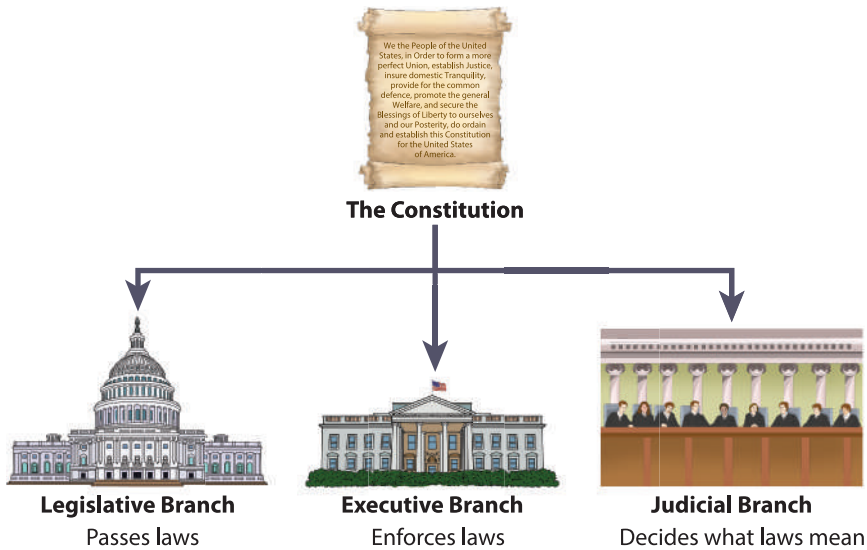 We the People of the United
States, in Order to form a more
perfect Union, establish Justice,
insure domestic Tranquility,
provide for the common
defence, promote the general
Welfare, and secure the
Blessings of Liberty to ourselves
and our Posterity, do ordain
and establish this Constitution
for the United States
of America.
The Constitution
Legislative Branch
Passes laws
Executive Branch
Enforces laws
Judicial Branch
Decides what laws mean